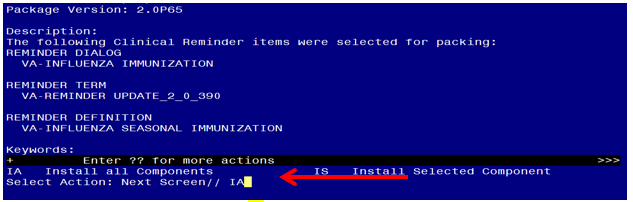 Package Version: 2.0P65
Description:
The following Clinical Reminder items were selected for packing:
REMINDER DIALOG
VA-INFLUENZA IMMUNIZATION
REMINDER TERM
VA-REMINDER UPDATE_2_0_390
REMINDER DEFINITION
VA-INFLUENZA SEASONAL IMMUNIZATION
Keywords:
+ Enter ?? for more actions >>>
IA Install all Components IS Install Selected Component
Select Action: Next Screen// IA